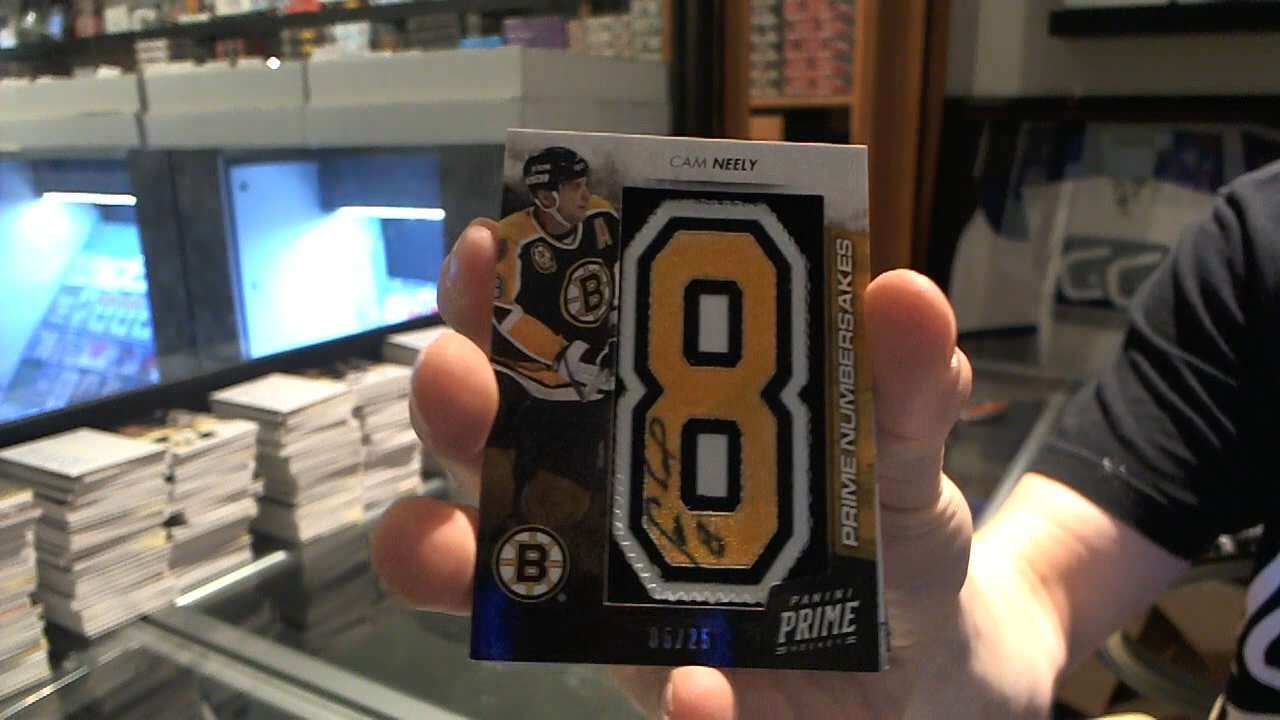 CAM NEELY
A
B
8
PRIME NUMBERSAKES
B
PANINI
PRIME
HOCKEY
06/25